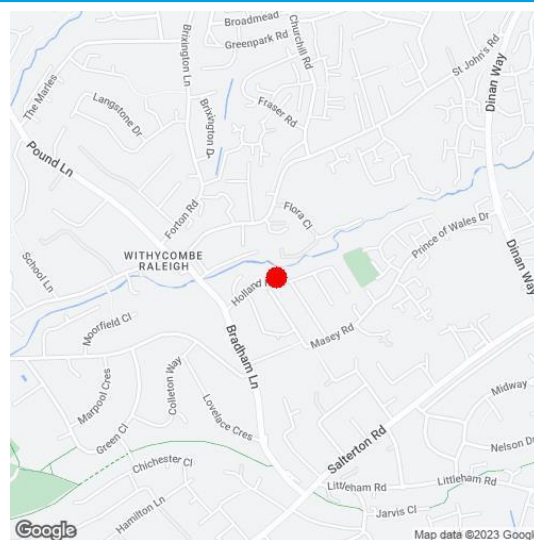 Broadmead
Greenpark Rd
Churchill Rd
Brixington Ln
St John's Rd
Dinan Way
The Marles
Langstone Dr
Brixington D
Fraser Rd
Pound Ln
Forton Rd
Flora Cl
Prince of Wales Dr
School Ln
WITHYCOMBE
RALEIGH
Dinan Way
Holland
Moorfield Cl
Bradham Ln
Masey Rd
Colleton Way
Marpool Cres
Midway
Lovelace Cres
Salterton Rd
Green Cl
Nelson Dr
Chichester Cl
Littleham Rd
Littleham Rd
Hamilton Ln
Jarvis Cl
Google
Map data ©2023 Google